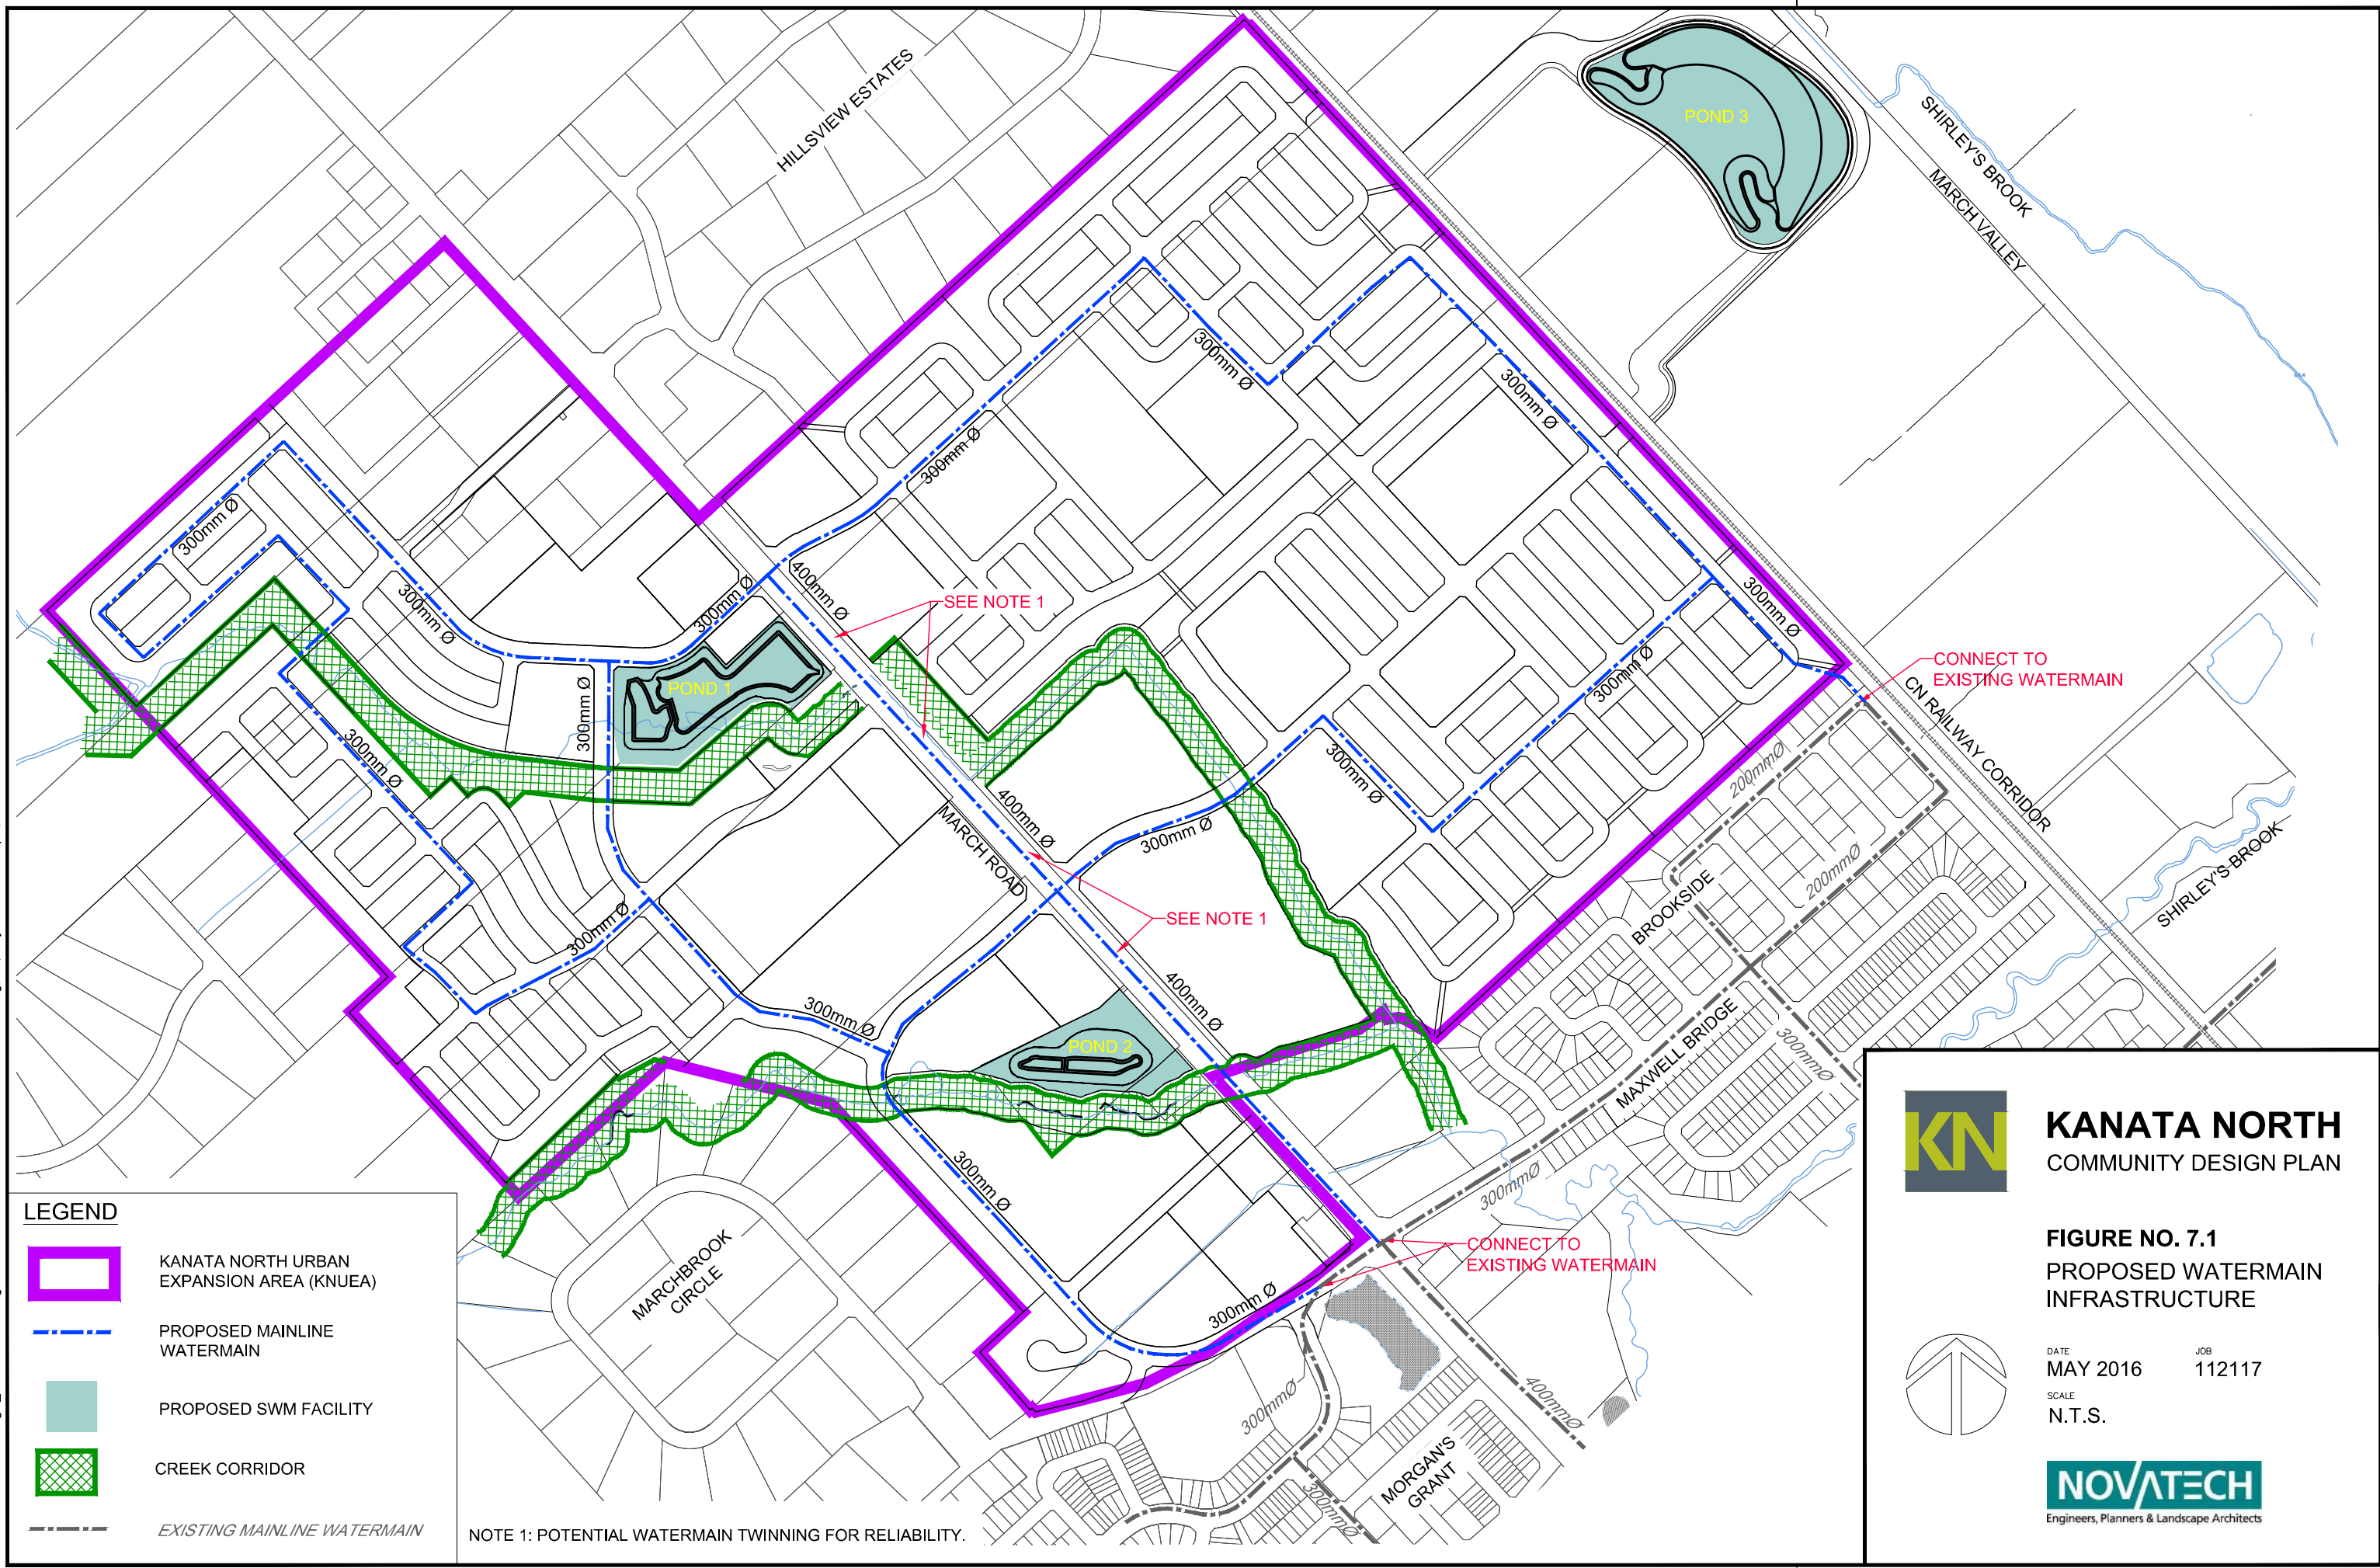 HILLSVIEW ESTATES
POND 3
SHIRLEY'S BROOK
MARCH VALLEY
300mm Ø
300mm Ø
300mm Ø
300mm Ø
300mm Ø
300mm Ø
400mm Ø
SEE NOTE 1
300mm Ø
300mm Ø
CONNECT TO
EXISTING WATERMAIN
CN RAILWAY CORRIDOR
POND 1
300mm Ø
300mm Ø
300mm Ø
200mmØ
400mm Ø
MARCH ROAD
300mm Ø
200mmØ
SHIRLEY'S BROOK
SEE NOTE 1
BROOKSIDE
300mm Ø
400mm Ø
300mm Ø
POND 2
MAXWELL BRIDGE
300mmØ
300mm Ø
300mmØ
MARCHBROOK
CIRCLE
CONNECT TO
EXISTING WATERMAIN
300mm Ø
300mmØ
400mmØ
MORGAN'S
GRANT
300mmØ
LEGEND
KANATA NORTH URBAN
EXPANSION AREA (KNUEA)
PROPOSED MAINLINE
WATERMAIN
PROPOSED SWM FACILITY
CREEK CORRIDOR
EXISTING MAINLINE WATERMAIN
NOTE 1: POTENTIAL WATERMAIN TWINNING FOR RELIABILITY.
KN
KANATA NORTH
COMMUNITY DESIGN PLAN
FIGURE NO. 7.1
PROPOSED WATERMAIN
INFRASTRUCTURE
DATE
MAY 2016
JOB
112117
SCALE
N.T.S.
NOVATECH
Engineers, Planners & Landscape Architects